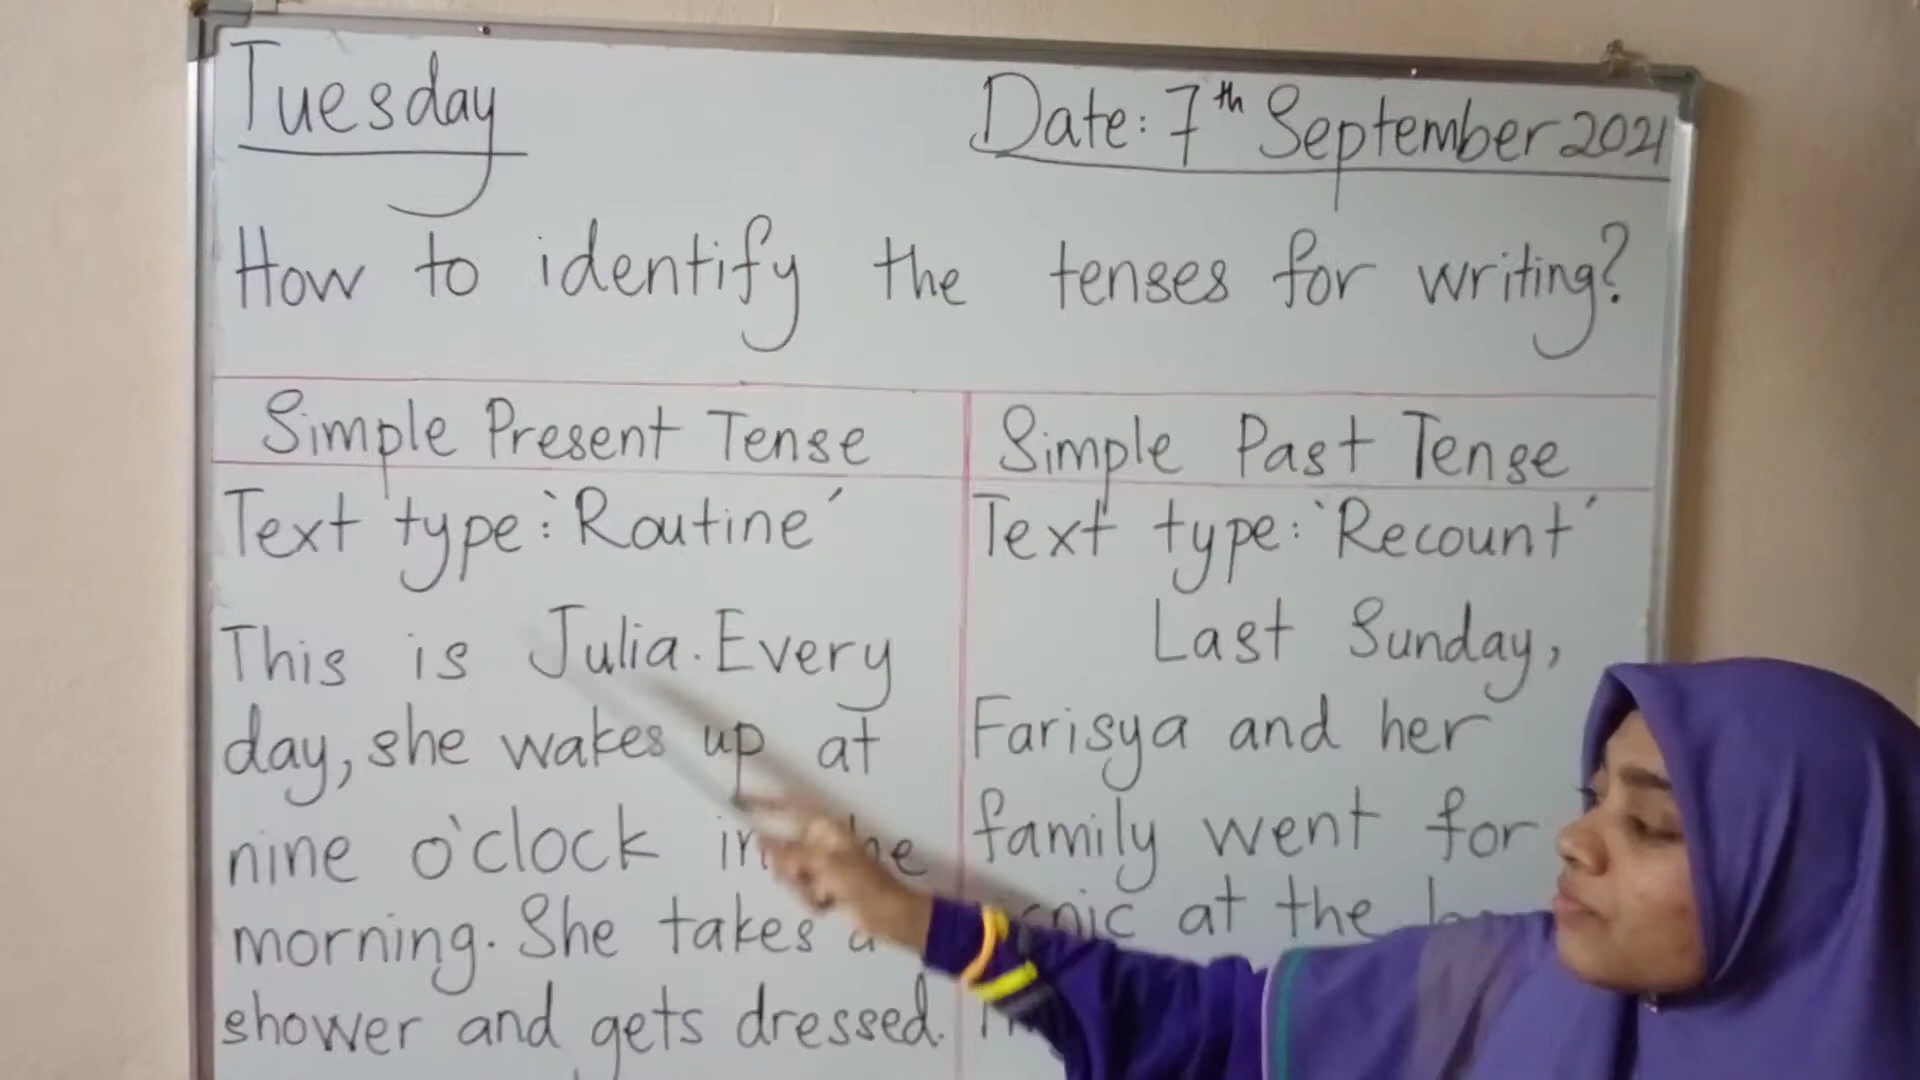 Tuesday
Date: 7th September 2021
How to identify the tenses for writing?
Simple Present Tense
Text type: 'Routine'
This is Julia. Every
day, she wakes up at
nine o'clock in
morning. She takes a
shower and gets dressed.
Simple Past Tense
Text type: 'Recount'
Last Sunday,
Farisya and her
family went for
at the